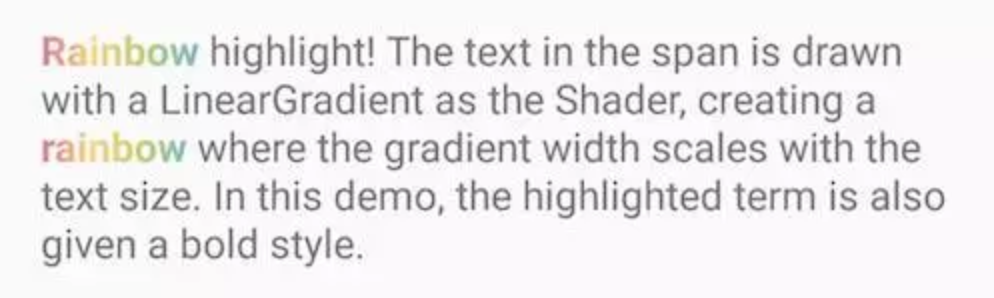 Rainbow highlight! The text in the span is drawn
with a LinearGradient as the Shader, creating a
rainbow where the gradient width scales with the
text size. In this demo, the highlighted term is also
given a bold style.